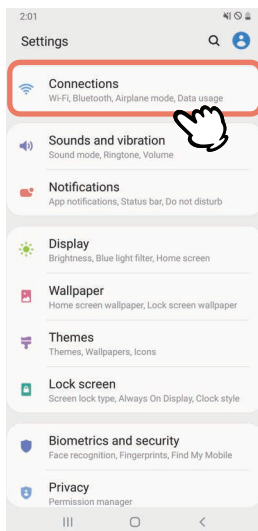 2:01
Settings
Connections
Wi-Fi, Bluetooth, Airplane mode, Data usage
Sounds and vibration
Sound mode, Ringtone, Volume
Notifications
App notifications, Status bar, Do not disturb
Display
Brightness, Blue light filter, Home screen
Wallpaper
Home screen wallpaper, Lock screen wallpaper
Themes
Themes, Wallpapers, Icons
Lock screen
Screen lock type, Always On Display, Clock style
Biometrics and security
Face recognition, Fingerprints, Find My Mobile
Privacy
Permission manager